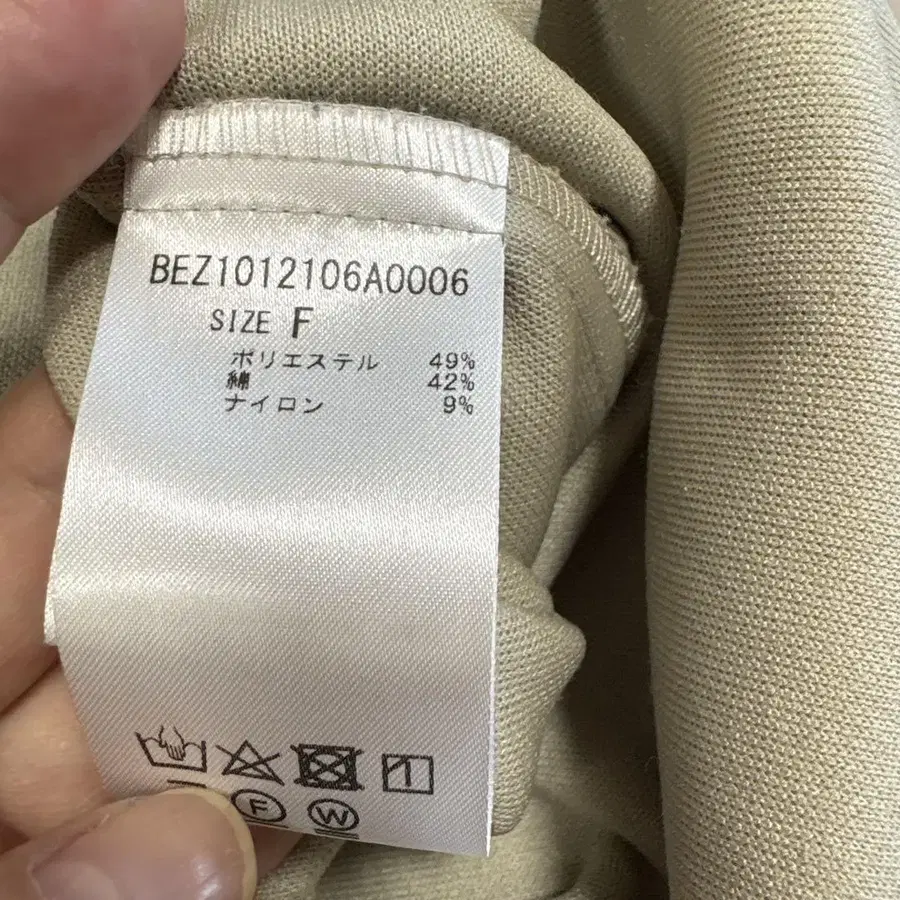 BEZ1012106A0006
SIZE F
ポリエステル 49%
綿 42%
ナイロン 9%
F W